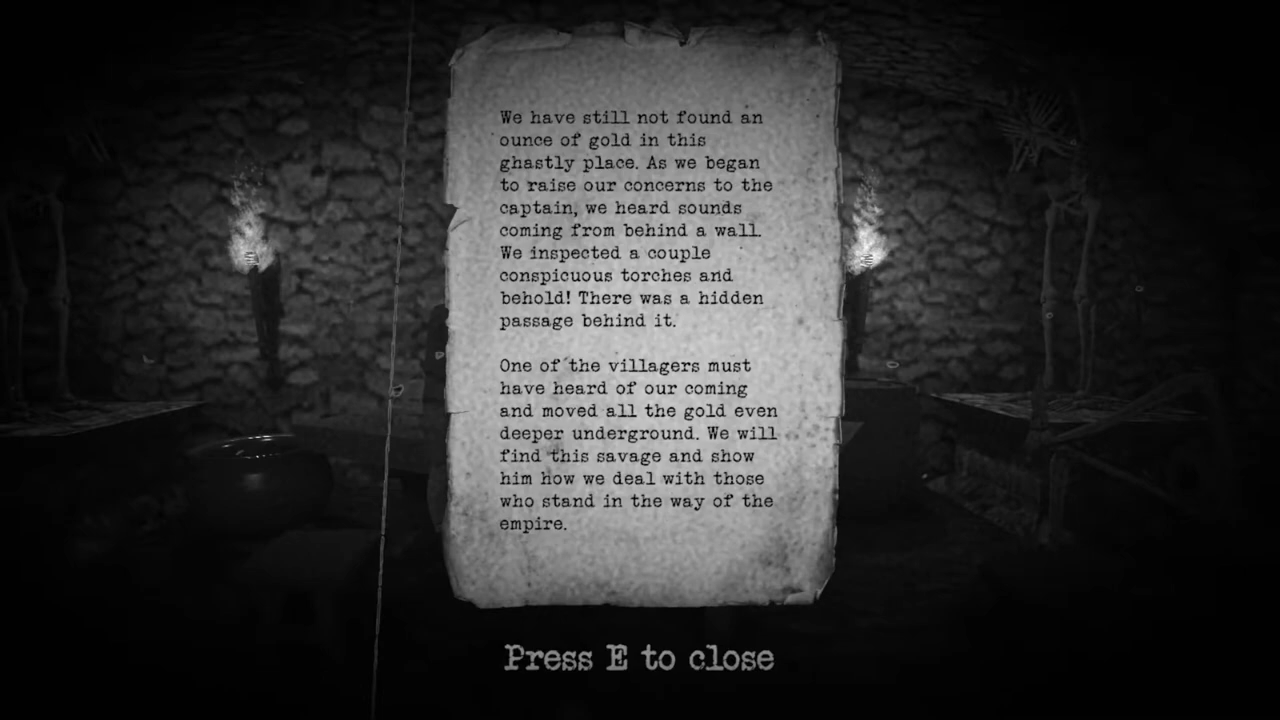 We have still not found an
ounce of gold in this
ghastly place. As we began
to raise our concerns to the
captain, we heard sounds
coming from behind a wall.
We inspected a couple
conspicuous torches and
behold! There was a hidden
passage behind it.
One of the villagers must
have heard of our coming
and moved all the gold even
deeper underground. We will
find this savage and show
him how we deal with those
who stand in the way of the
empire.
Press E to close